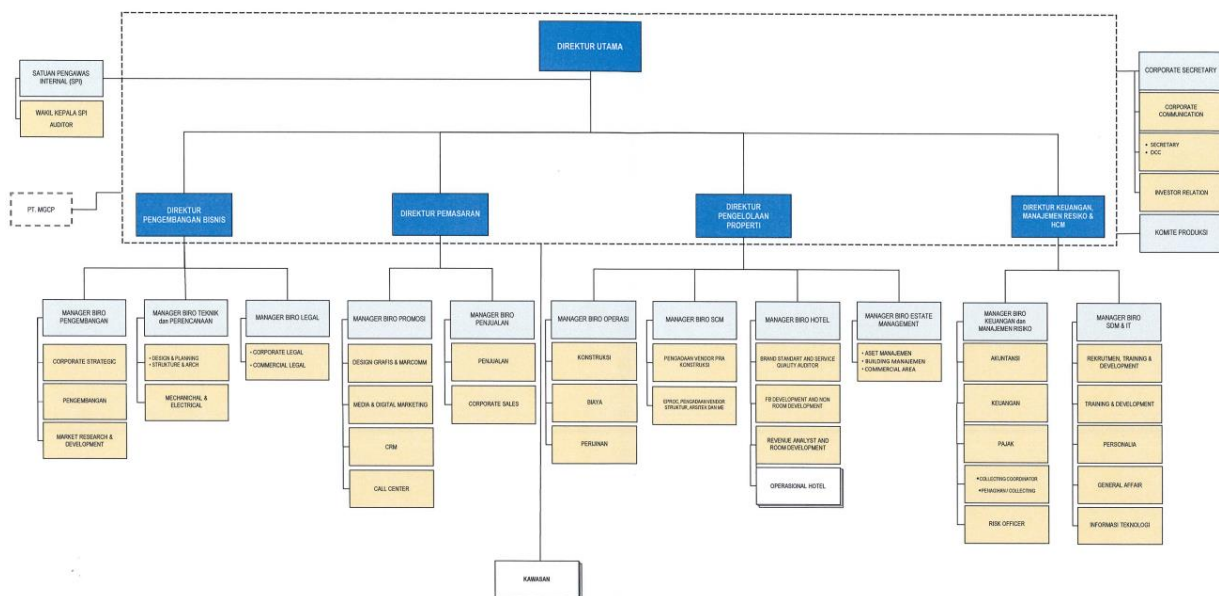 DIREKTUR UTAMA
SATUAN PENGAWAS
INTERNAL (SPI)
WAKIL KEPALA SPI
AUDITOR
CORPORATE SECRETARY
CORPORATE
COMMUNICATION
• SECRETARY
• DCC
INVESTOR RELATION
KOMITE PRODUKSI
PT. MGCP
DIREKTUR
PENGEMBANGAN BISNIS
DIREKTUR PEMASARAN
DIREKTUR
PENGELOLAAN
PROPERTI
DIREKTUR KEUANGAN,
MANAJEMEN RESIKO &
HCM
MANAGER BIRO
PENGEMBANGAN
CORPORATE STRATEGIC
PENGEMBANGAN
MARKET RESEARCH &
DEVELOPMENT
MANAGER BIRO TEKNIK
dan PERENCANAAN
• DESIGN & PLANNING
• STRUKTURE & ARCH
MECHANICHAL &
ELECTRICAL
MANAGER BIRO LEGAL
• CORPORATE LEGAL
• COMMERCIAL LEGAL
MANAGER BIRO PROMOSI
DESIGN GRAFIS & MARCOMM
MEDIA & DIGITAL MARKETING
CRM
CALL CENTER
MANAGER BIRO
PENJUALAN
PENJUALAN
CORPORATE SALES
MANAGER BIRO OPERASI
KONSTRUKSI
BIAYA
PERIJINAN
MANAGER BIRO SCM
PENGADAAN VENDOR PRA
KONSTRUKSI
EPROC, PENGADAAN VENDOR
STRUKTUR, ARSITEK DAN ME
MANAGER BIRO HOTEL
BRAND STANDART AND SERVICE
QUALITY AUDITOR
FB DEVELOPMENT AND NON
ROOM DEVELOPMENT
REVENUE ANALYST AND
ROOM DEVELOPMENT
OPERASIONAL HOTEL
MANAGER BIRO ESTATE
MANAGEMENT
• ASET MANAJEMEN
• BUILDING MANAJEMEN
• COMMERCIAL AREA
MANAGER BIRO
KEUANGAN dan
MANAJEMEN RISIKO
AKUNTANSI
KEUANGAN
PAJAK
• COLLECTING COORDINATOR
• PENAGIHAN / COLLECTING
RISK OFFICER
MANAGER BIRO
SDM & IT
REKRUTMEN, TRAINING &
DEVELOPMENT
TRAINING & DEVELOPMENT
PERSONALIA
GENERAL AFFAIR
INFORMASI TEKNOLOGI
KAWASAN